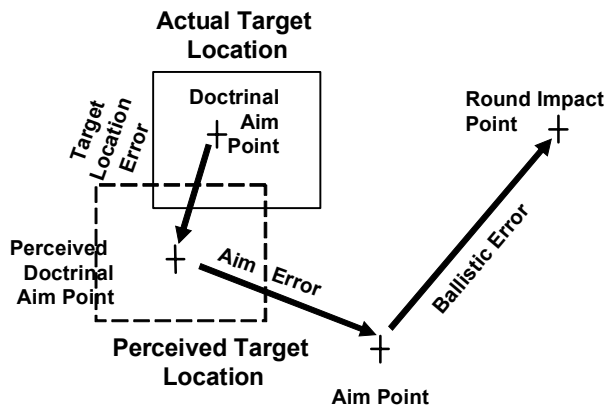 Actual Target
Location
Doctrinal
Aim
Point
Round Impact
Point
Target
Location
Error
Perceived
Doctrinal
Aim Point
Aim Error
Ballistic Error
Perceived Target
Location
Aim Point